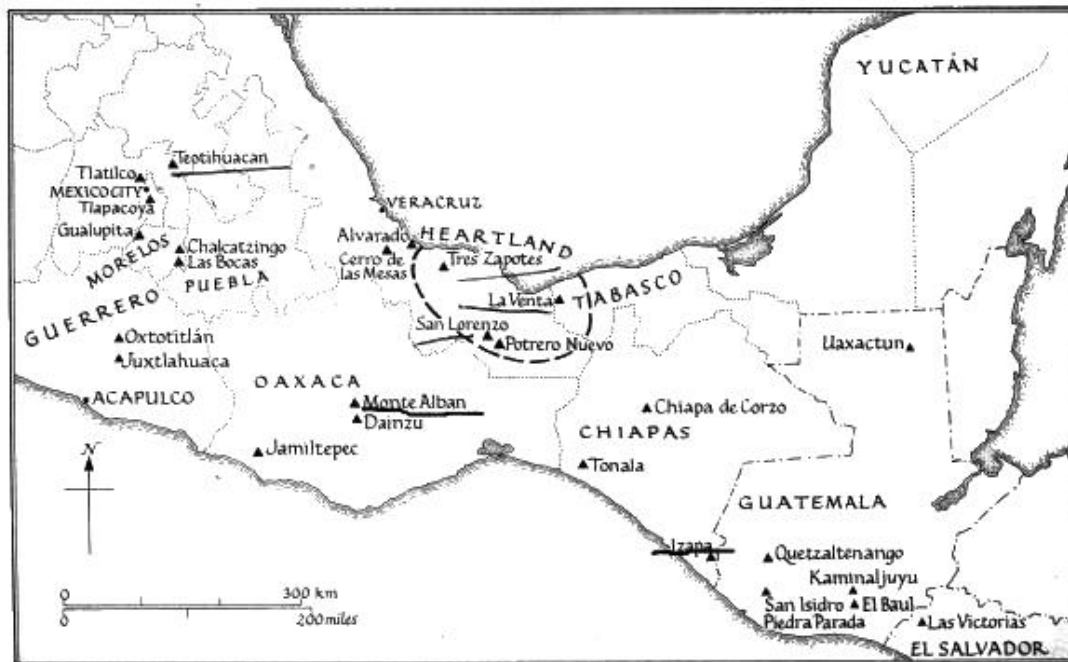 YUCATÁN
Teotihuacan
Tlatilco
MEXICO CITY
Tlapacoya
Gualupita
MORELOS
Chalcatzingo
Las Bocas
PUEBLA
GUERRERO
Oxtotitlán
Juxtlahuaca
ACAPULCO
VERACRUZ
Alvarado
HEARTLAND
Cerro de
las Mesas
Tres Zapotes
La Venta
TABASCO
San Lorenzo
Potrero Nuevo
Uaxactun
OAXACA
Monte Alban
Dainzu
Jamiltepec
Chiapa de Corzo
CHIAPAS
Tonala
N
GUATEMALA
Izapa
Quetzaltenango
Kaminaljuyu
San Isidro
Piedra Parada
El Baul
Las Victorias
EL SALVADOR
0 300 km
0 200 miles